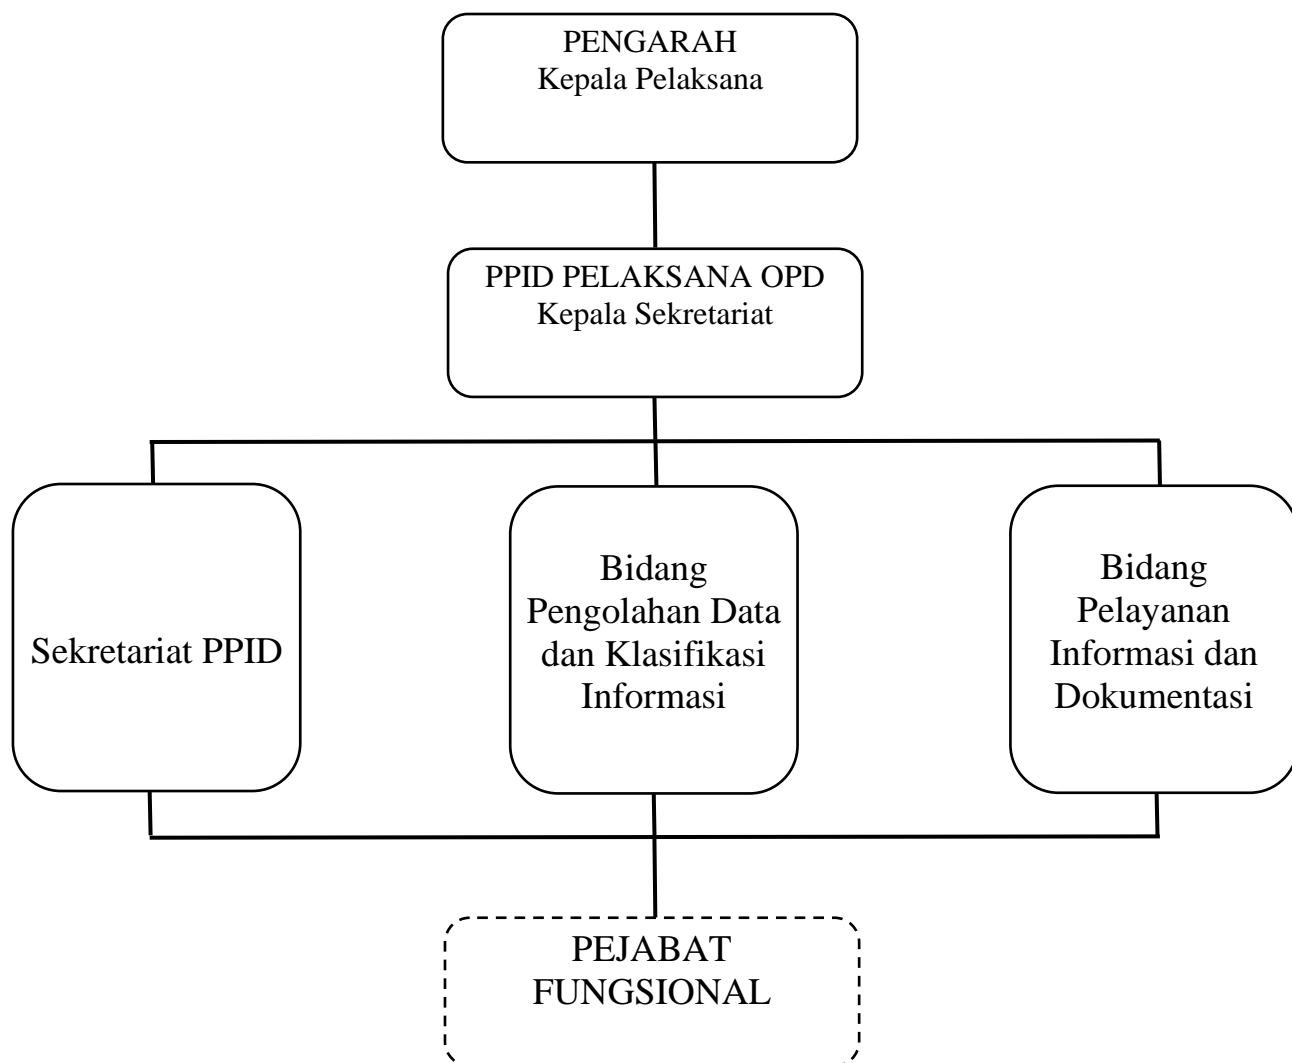 PENGARAH
Kepala Pelaksana
PPID PELAKSANA OPD
Kepala Sekretariat
Sekretariat PPID
Bidang
Pengolahan Data
dan Klasifikasi
Informasi
Bidang
Pelayanan
Informasi dan
Dokumentasi
PEJABAT
FUNGSIONAL